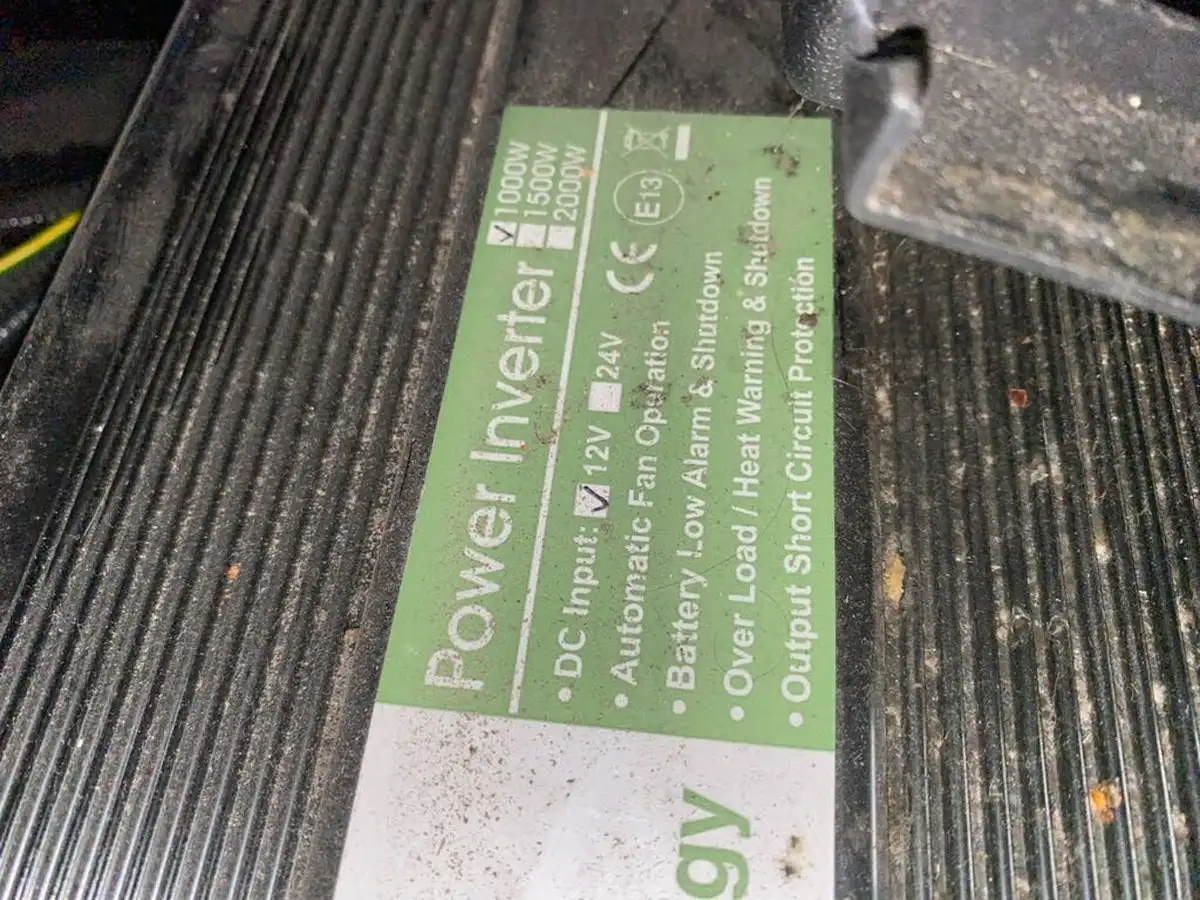 Power Inverter
☑ 1000W
☐ 1500W
☐ 2000W
• DC Input: ☑ 12V ☐ 24V CE E13
• Automatic Fan Operation
• Battery Low Alarm & Shutdown
• Over Load / Heat Warning & Shutdown
• Output Short Circuit Protection
gy